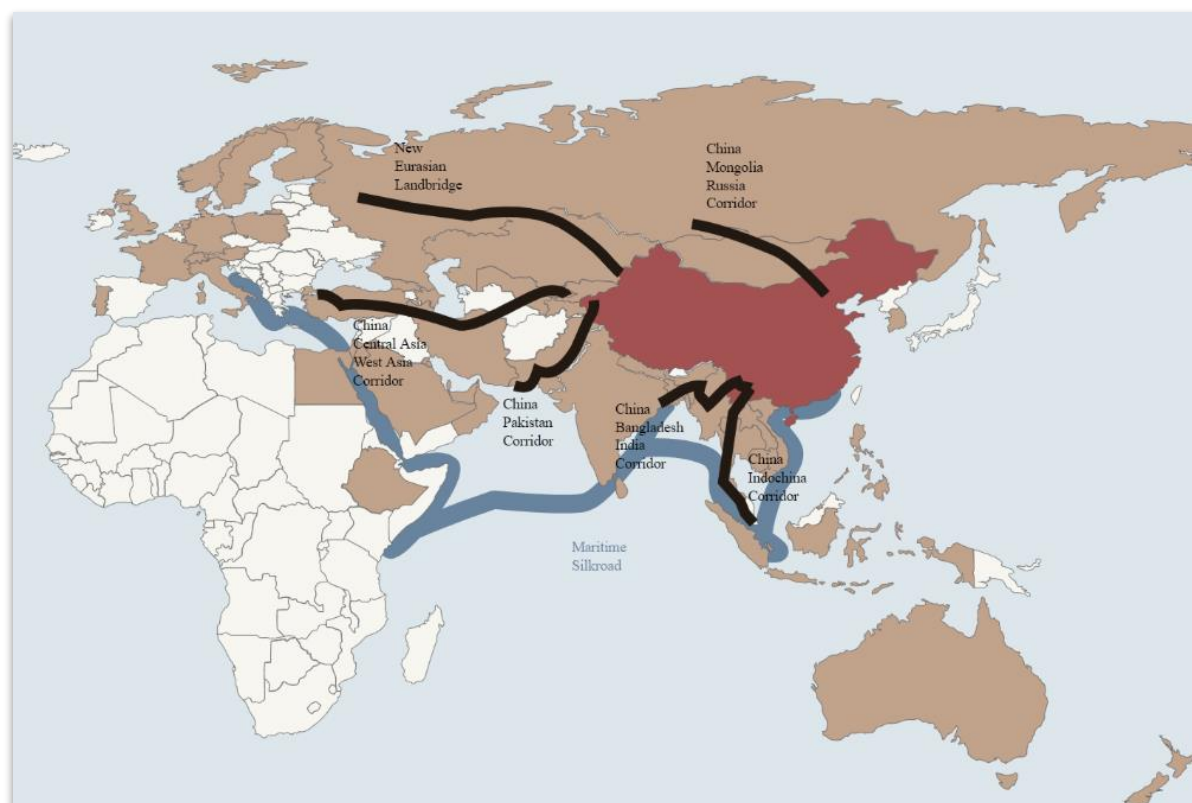 New
Eurasian
Landbridge
China
Mongolia
Russia
Corridor
China
Central Asia
West Asia
Corridor
China
Pakistan
Corridor
China
Bangladesh
India
Corridor
China
Indochina
Corridor
Maritime
Silkroad